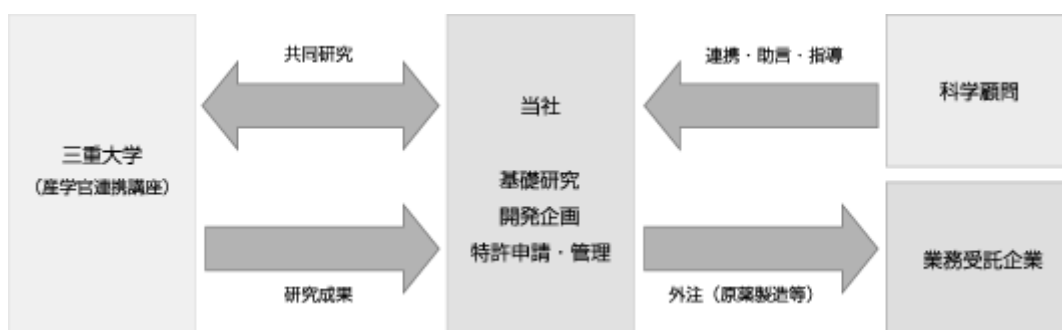 共同研究
連携・助言・指導
三重大学
（産学官連携講座）
当社
基礎研究
開発企画
特許申請・管理
科学顧問
業務受託企業
研究成果
外注（原薬製造等）